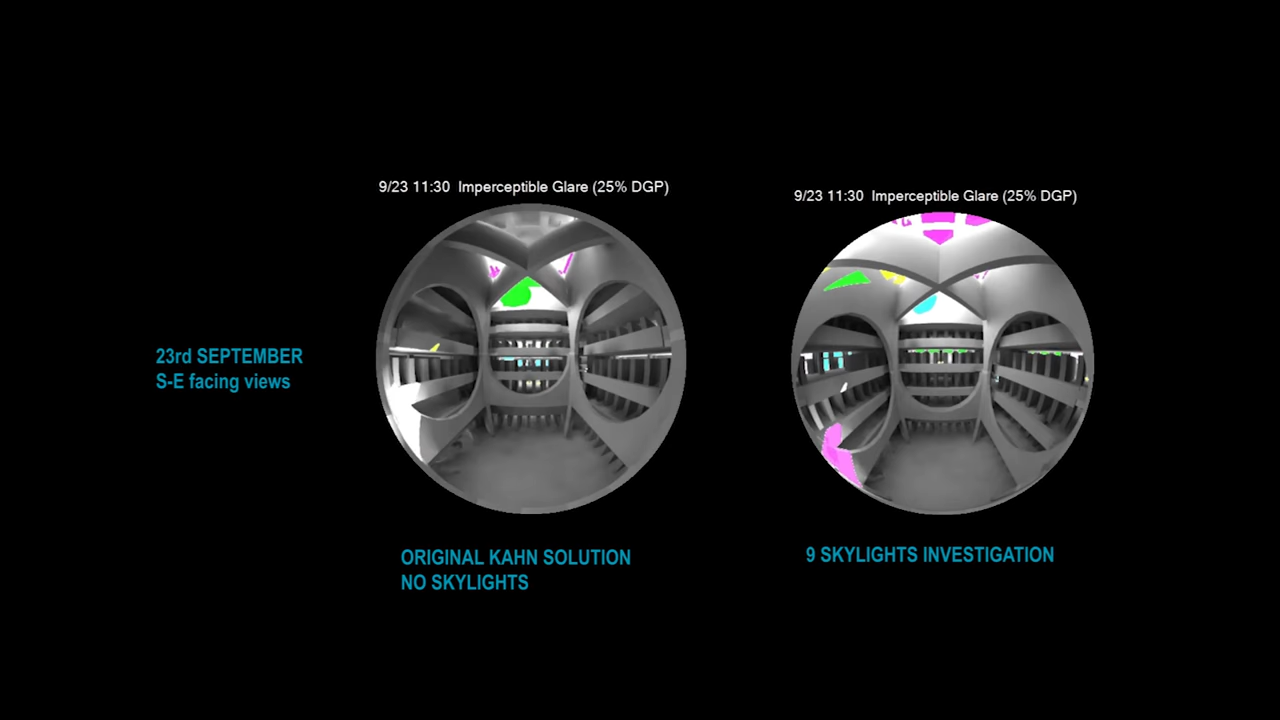 9/23 11:30  Imperceptible Glare (25% DGP)
9/23 11:30  Imperceptible Glare (25% DGP)
23rd SEPTEMBER
S-E facing views
ORIGINAL KAHN SOLUTION
NO SKYLIGHTS
9 SKYLIGHTS INVESTIGATION